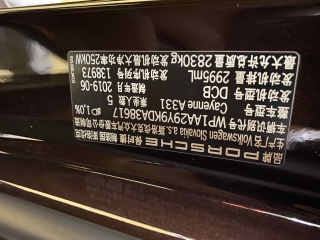 品牌 PORSCHE
生产厂名 Volkswagen Slovakia a.s.
车辆识别代号 WP1AA29Y9KDA38617
整车型号 Cayenne A331
发动机型号 DCB
发动机排量 2995mL
最大允许总质量 2830kg
乘坐人数 5
制造年月 2019-06
发动机序列号 138973
发动机最大净功率 250kW